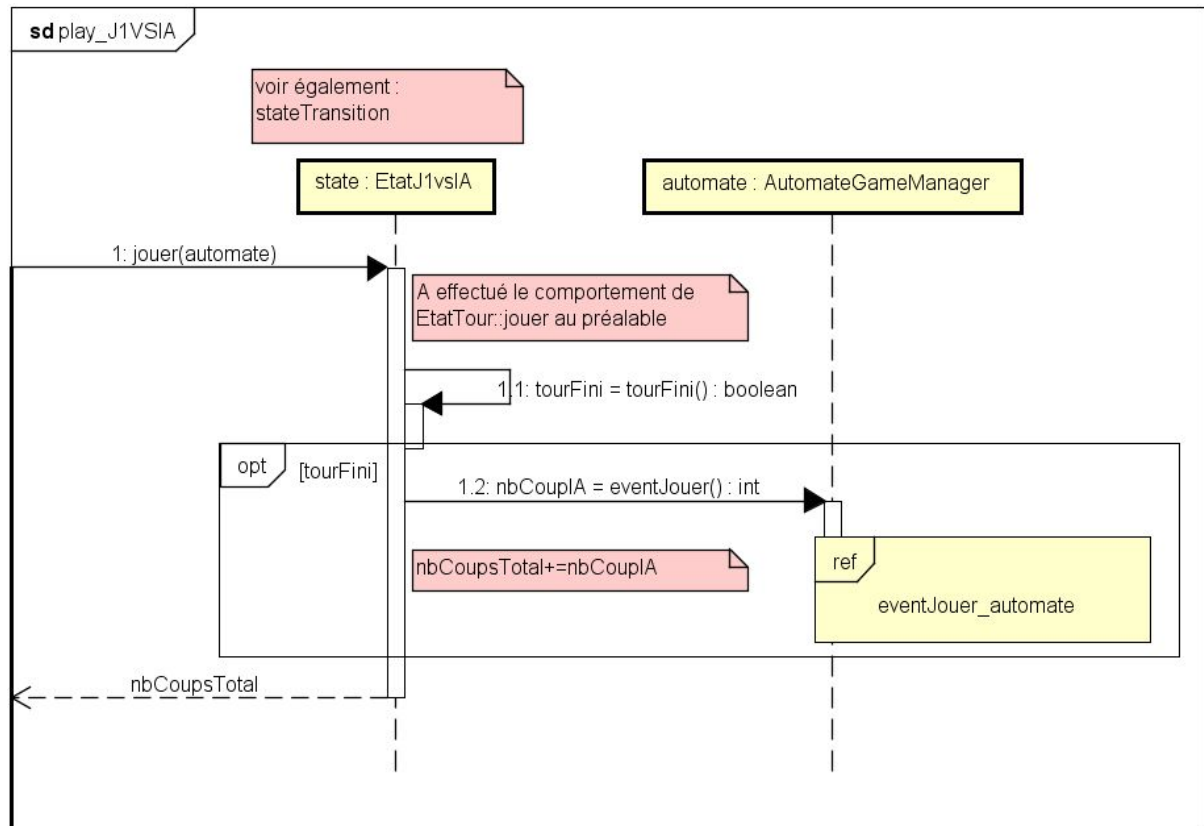 sd play_J1VSIA
voir également :
stateTransition
state : EtatJ1vsIA
automate : AutomateGameManager
1: jouer(automate)
A effectué le comportement de
EtatTour::jouer au préalable
1.1: tourFini = tourFini() : boolean
opt
[tourFini]
1.2: nbCoupIA = eventJouer() : int
nbCoupsTotal+=nbCoupIA
ref
eventJouer_automate
nbCoupsTotal